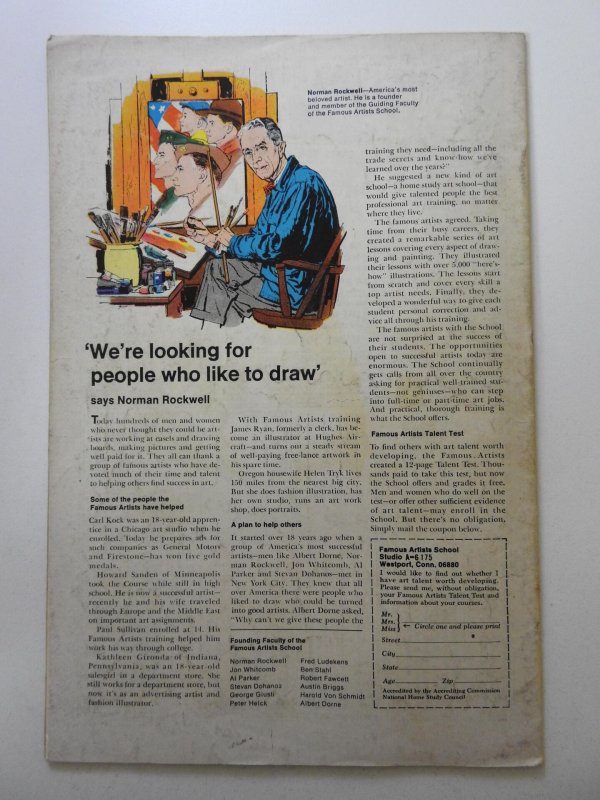 Norman Rockwell—America's most
beloved artist. He is a founder
and member of the Guiding Faculty
of the Famous Artists School.
'We're looking for
people who like to draw'
says Norman Rockwell
Today hundreds of men and women
who never thought they could be art-
ists are working at easels and drawing
boards, making pictures and getting
well paid for it. They all can thank a
group of famous artists who have de-
voted much of their time and talent
to helping others find success in art.
Some of the people the
Famous Artists have helped
Carl Kock was an 18-year-old appren-
tice in a Chicago art studio when he
enrolled. Today he prepares ads for
such companies as General Motors
and Firestone—has won five gold
medals.
Howard Sanden of Minneapolis
took the Course while still in high
school. He is now a successful artist—
recently he and his wife traveled
through Europe and the Middle East
on important art assignments.
Paul Sullivan enrolled at 14. His
Famous Artists training helped him
work his way through college.
Kathleen Gironda of Indiana,
Pennsylvania, was an 18-year-old
salesgirl in a department store. She
still works for a department store, but
now it's as an advertising artist and
fashion illustrator.
With Famous Artists training
James Ryan, formerly a clerk, has be-
come an illustrator at Hughes Air-
craft—and turns out a steady stream
of well-paying free-lance artwork in
his spare time.
Oregon housewife Helen Tryk lives
150 miles from the nearest big city.
But she does fashion illustration, has
her own studio, runs an art work
shop, does portraits.
A plan to help others
It started over 18 years ago when a
group of America's most successful
artists—men like Albert Dorne, Nor-
man Rockwell, Jon Whitcomb, Al
Parker and Stevan Dohanos—met in
New York City. They knew that all
over America there were people who
liked to draw who could be turned
into good artists. Albert Dorne asked,
"Why can't we give these people the
Founding Faculty of the
Famous Artists School
Norman Rockwell
Jon Whitcomb
Al Parker
Stevan Dohanos
George Giusti
Peter Helck
Fred Ludekens
Ben Stahl
Robert Fawcett
Austin Briggs
Harold Von Schmidt
Albert Dorne
training they need—including all the
trade secrets and know-how we've
learned over the years?"
He suggested a new kind of art
school—a home study art school—that
would give talented people the best
professional art training, no matter
where they live.
The famous artists agreed. Taking
time from their busy careers, they
created a remarkable series of art
lessons covering every aspect of draw-
ing and painting. They illustrated
their lessons with over 5,000 "here's-
how" illustrations. The lessons start
from scratch and cover every skill a
top artist needs. Finally, they de-
veloped a wonderful way to give each
student personal correction and ad-
vice all through his training.
The famous artists with the School
are not surprised at the success of
their students. The opportunities
open to successful artists today are
enormous. The School continually
gets calls from all over the country
asking for practical well-trained stu-
dents—not geniuses—who can step
into full-time or part-time art jobs.
And practical, thorough training is
what the School offers.
Famous Artists Talent Test
To find others with art talent worth
developing, the Famous Artists
created a 12-page Talent Test. Thou-
sands paid to take this test, but now
the School offers and grades it free.
Men and women who do well on the
test—or offer other sufficient evidence
of art talent—may enroll in the
School. But there's no obligation.
Simply mail the coupon below.
Famous Artists School
Studio A-6175
Westport, Conn. 06880
I would like to find out whether I
have art talent worth developing.
Please send me, without obligation,
your Famous Artists Talent Test and
information about your courses.
Mr.
Mrs.
Miss
← Circle one and please print
Street
City
State
Age Zip
Accredited by the Accrediting Commission
National Home Study Council